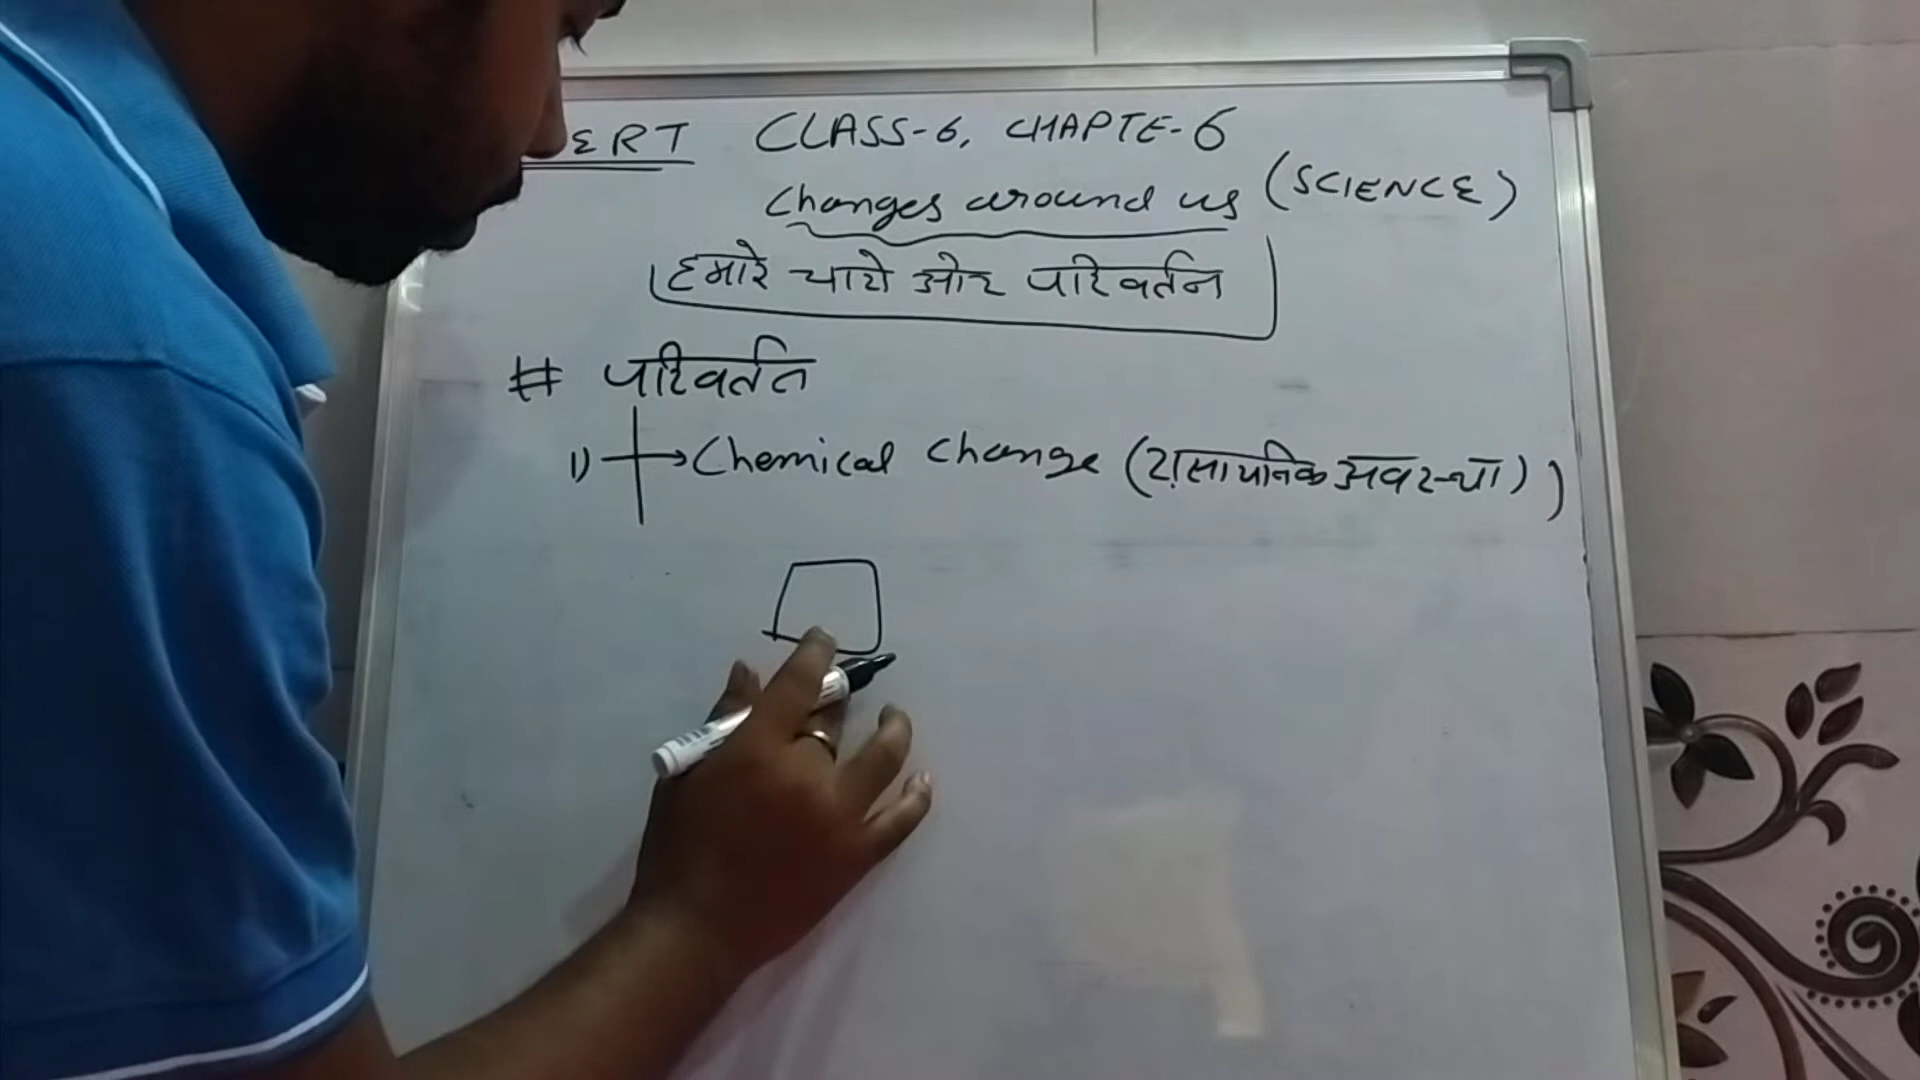 ERT CLASS-6, CHAPTE-6
Changes around us (SCIENCE)
हमारे चारो ओर परिवर्तन
# परिवर्तत
1) → Chemical Change (रासायनिक अवस्था)